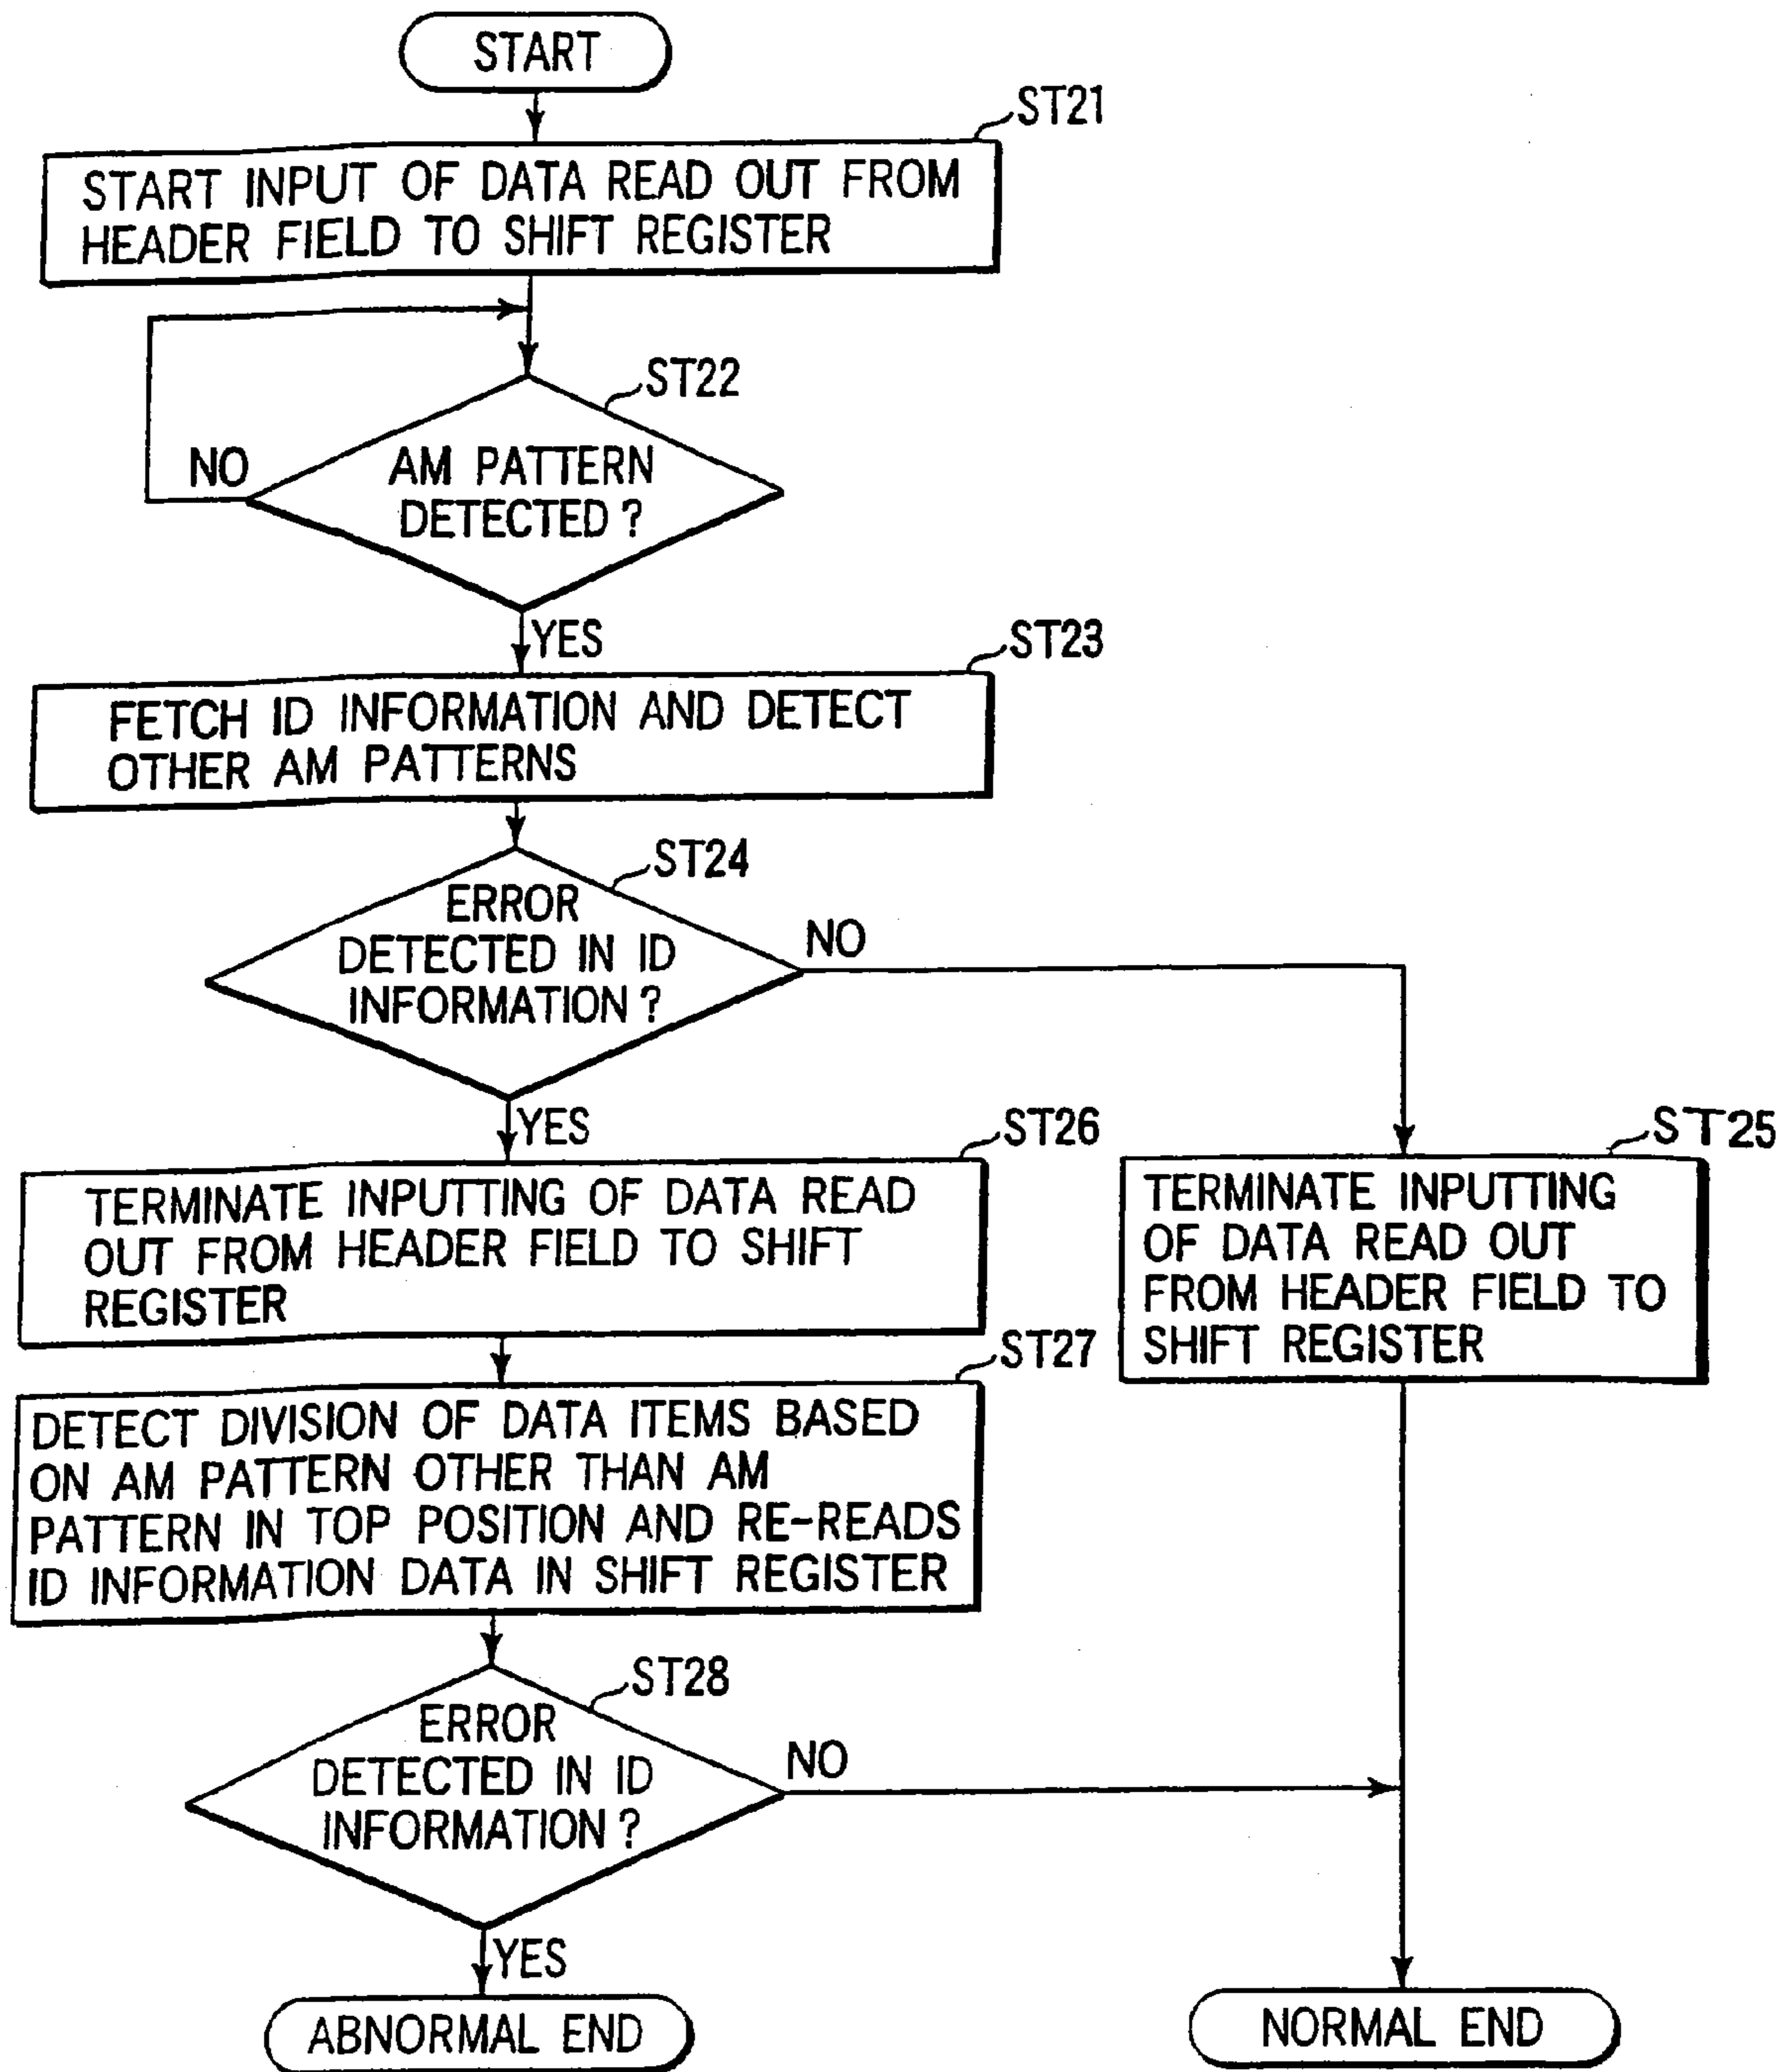 START
ST21
START INPUT OF DATA READ OUT FROM
HEADER FIELD TO SHIFT REGISTER
ST22
NO
AM PATTERN
DETECTED?
YES
ST23
FETCH ID INFORMATION AND DETECT
OTHER AM PATTERNS
ST24
ERROR
DETECTED IN ID
INFORMATION?
NO
YES
ST26
TERMINATE INPUTTING OF DATA READ
OUT FROM HEADER FIELD TO SHIFT
REGISTER
ST25
TERMINATE INPUTTING
OF DATA READ OUT
FROM HEADER FIELD TO
SHIFT REGISTER
ST27
DETECT DIVISION OF DATA ITEMS BASED
ON AM PATTERN OTHER THAN AM
PATTERN IN TOP POSITION AND RE-READS
ID INFORMATION DATA IN SHIFT REGISTER
ST28
ERROR
DETECTED IN ID
INFORMATION?
NO
YES
ABNORMAL END
NORMAL END